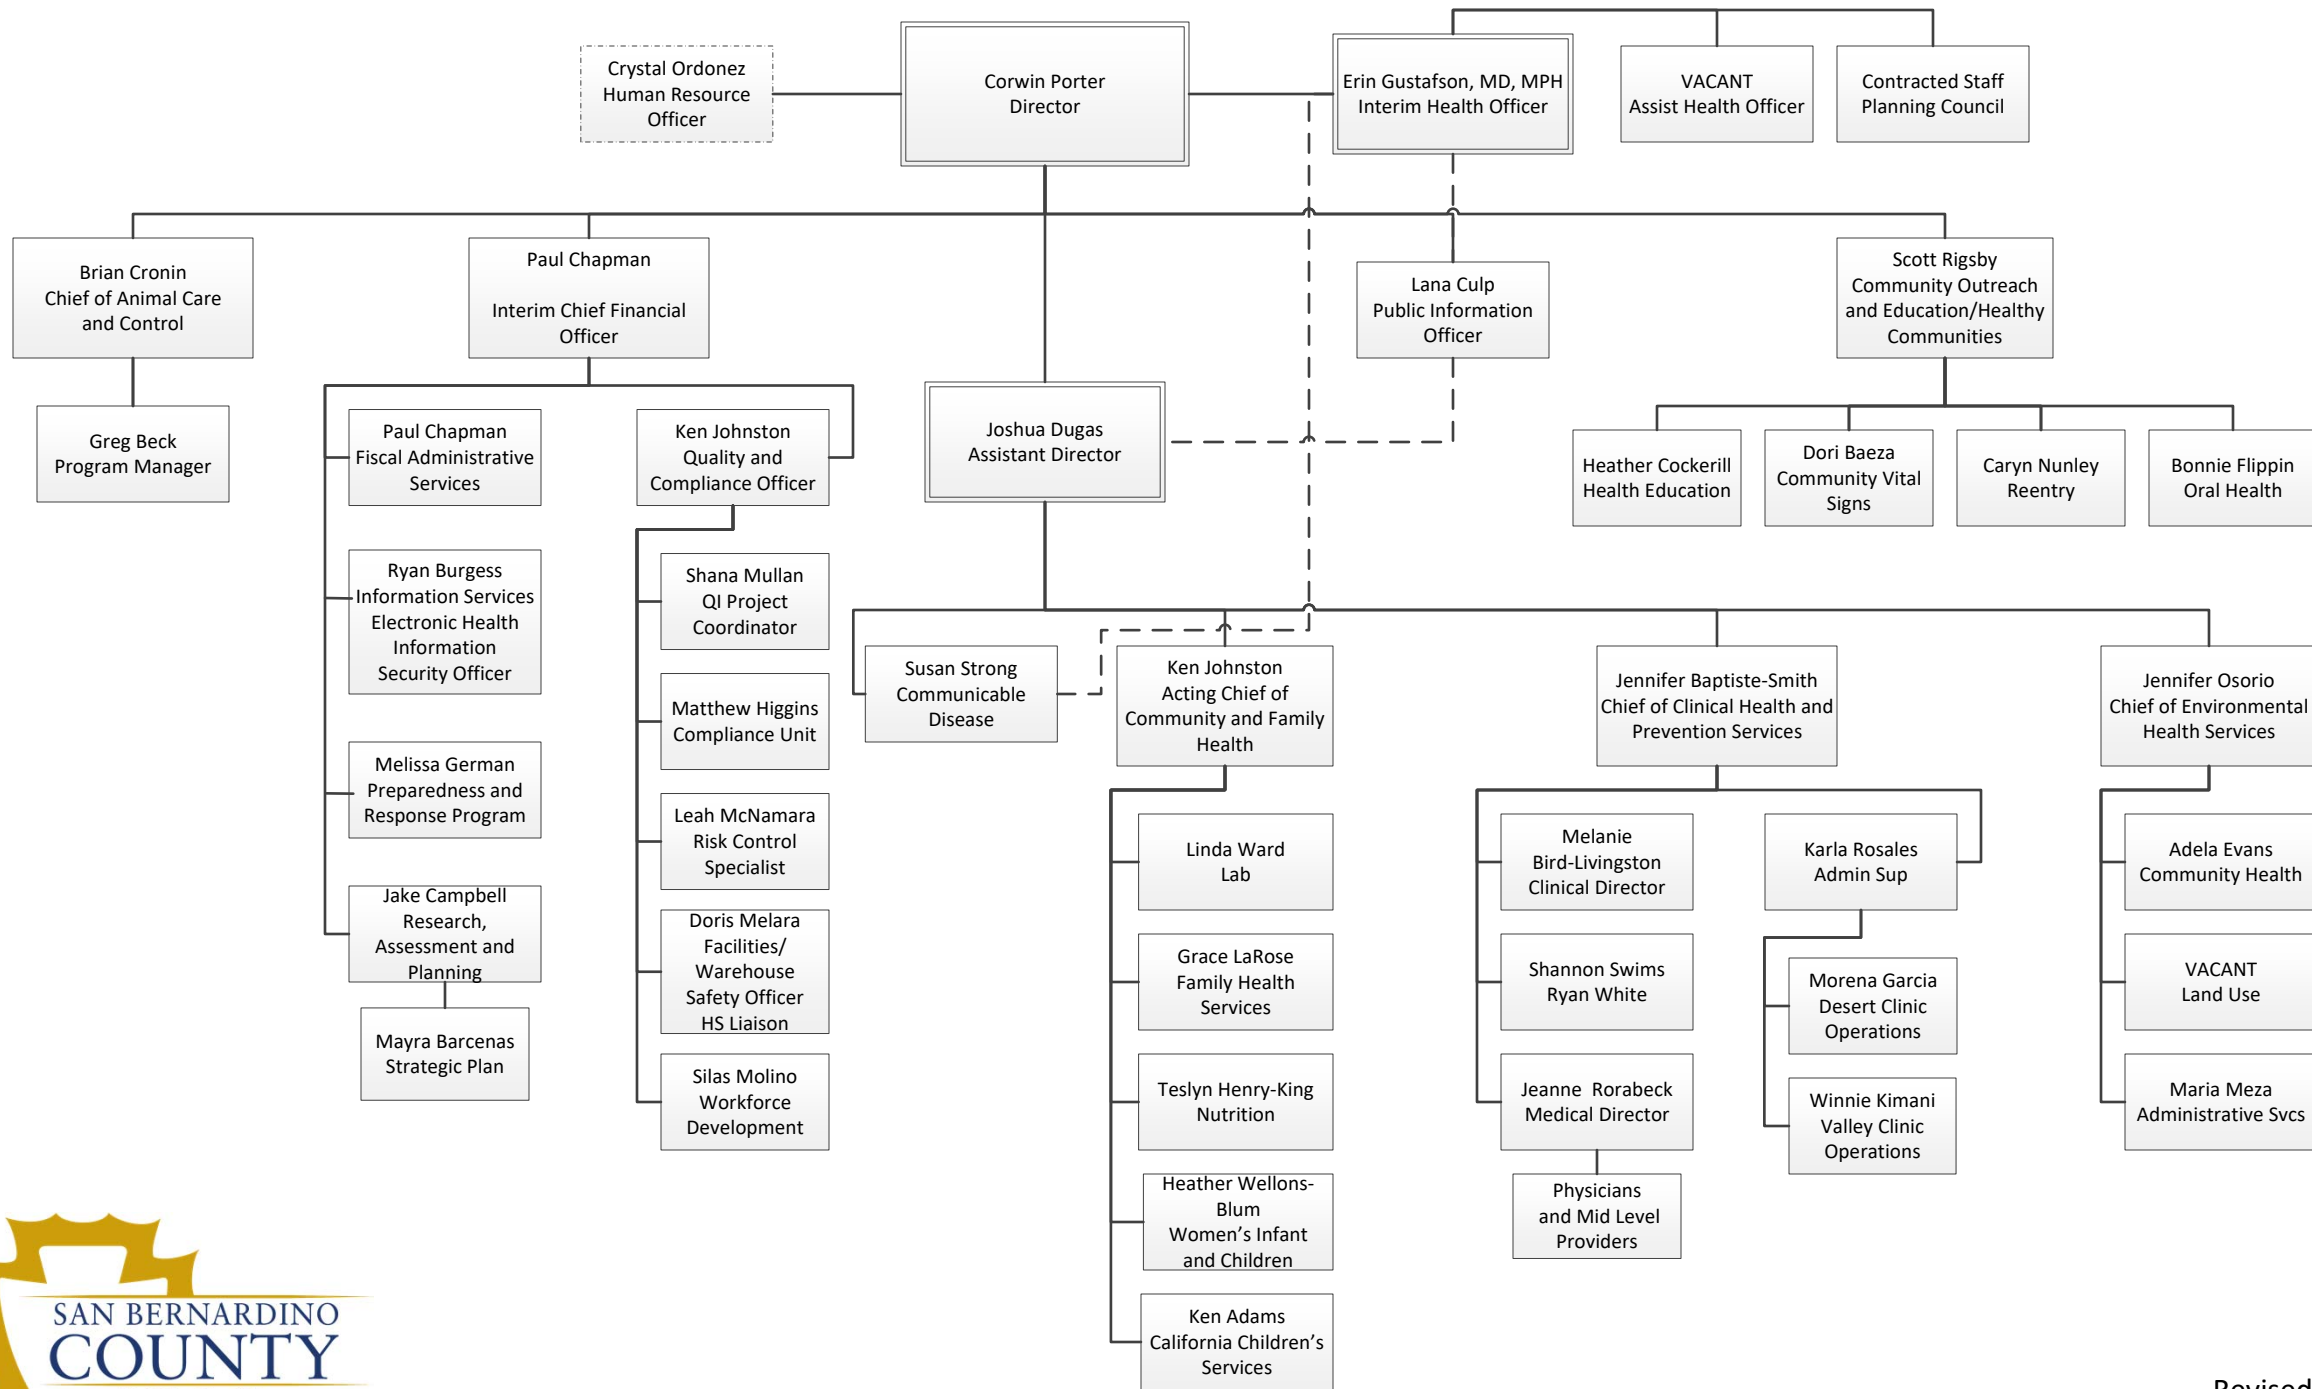 Crystal Ordonez
Human Resource
Officer
Corwin Porter
Director
Erin Gustafson, MD, MPH
Interim Health Officer
VACANT
Assist Health Officer
Contracted Staff
Planning Council
Brian Cronin
Chief of Animal Care
and Control
Paul Chapman
Interim Chief Financial
Officer
Lana Culp
Public Information
Officer
Scott Rigsby
Community Outreach
and Education/Healthy
Communities
Greg Beck
Program Manager
Paul Chapman
Fiscal Administrative
Services
Ken Johnston
Quality and
Compliance Officer
Joshua Dugas
Assistant Director
Heather Cockerill
Health Education
Dori Baeza
Community Vital
Signs
Caryn Nunley
Reentry
Bonnie Flippin
Oral Health
Ryan Burgess
Information Services
Electronic Health
Information
Security Officer
Melissa German
Preparedness and
Response Program
Jake Campbell
Research,
Assessment and
Planning
Mayra Barcenas
Strategic Plan
Shana Mullan
QI Project
Coordinator
Matthew Higgins
Compliance Unit
Leah McNamara
Risk Control
Specialist
Doris Melara
Facilities/
Warehouse
Safety Officer
HS Liaison
Silas Molino
Workforce
Development
Susan Strong
Communicable
Disease
Ken Johnston
Acting Chief of
Community and Family
Health
Jennifer Baptiste-Smith
Chief of Clinical Health and
Prevention Services
Jennifer Osorio
Chief of Environmental
Health Services
Linda Ward
Lab
Grace LaRose
Family Health
Services
Teslyn Henry-King
Nutrition
Heather Wellons-
Blum
Women’s Infant
and Children
Ken Adams
California Children’s
Services
Melanie
Bird-Livingston
Clinical Director
Shannon Swims
Ryan White
Jeanne Rorabeck
Medical Director
Physicians
and Mid Level
Providers
Karla Rosales
Admin Sup
Morena Garcia
Desert Clinic
Operations
Winnie Kimani
Valley Clinic
Operations
Adela Evans
Community Health
VACANT
Land Use
Maria Meza
Administrative Svcs
SAN BERNARDINO
COUNTY
Revised